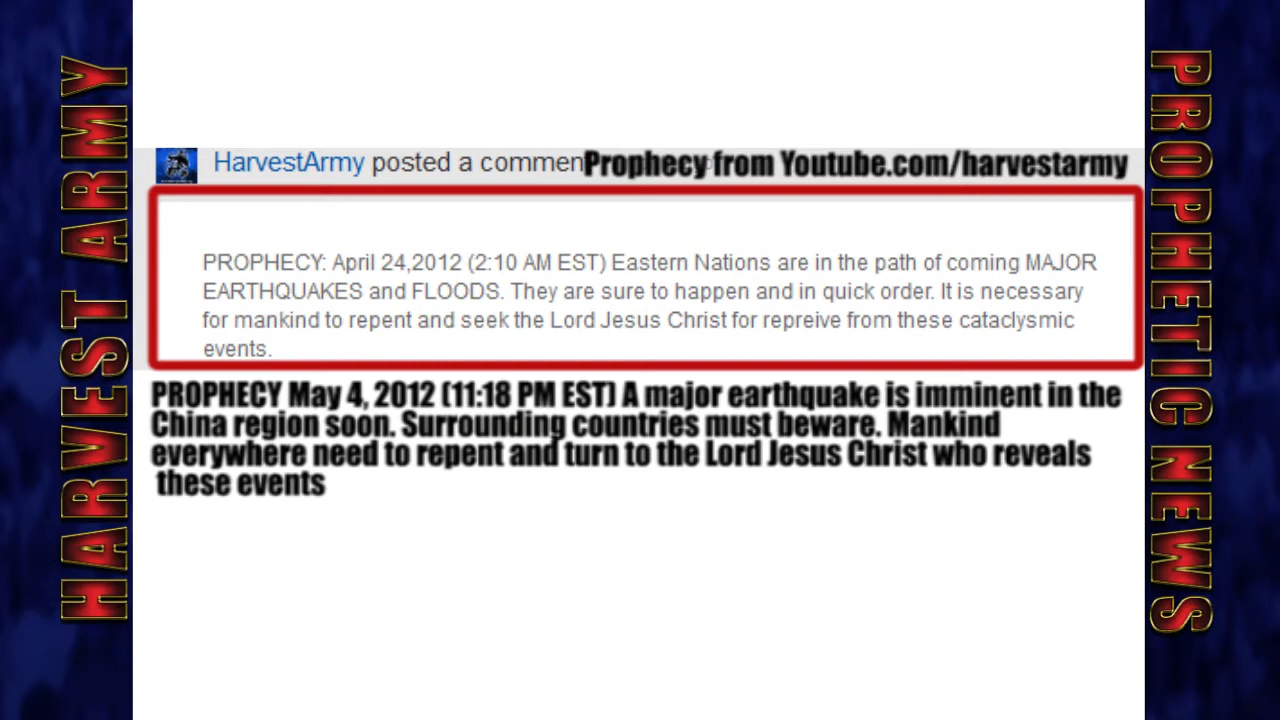 HARVEST ARMY
HarvestArmy posted a commen
Prophecy from Youtube.com/harvestarmy
PROPHECY: April 24,2012 (2:10 AM EST) Eastern Nations are in the path of coming MAJOR
EARTHQUAKES and FLOODS. They are sure to happen and in quick order. It is necessary
for mankind to repent and seek the Lord Jesus Christ for repreive from these cataclysmic
events.
PROPHECY May 4, 2012 (11:18 PM EST) A major earthquake is imminent in the
China region soon. Surrounding countries must beware. Mankind
everywhere need to repent and turn to the Lord Jesus Christ who reveals
these events
PROPHETIC NEWS